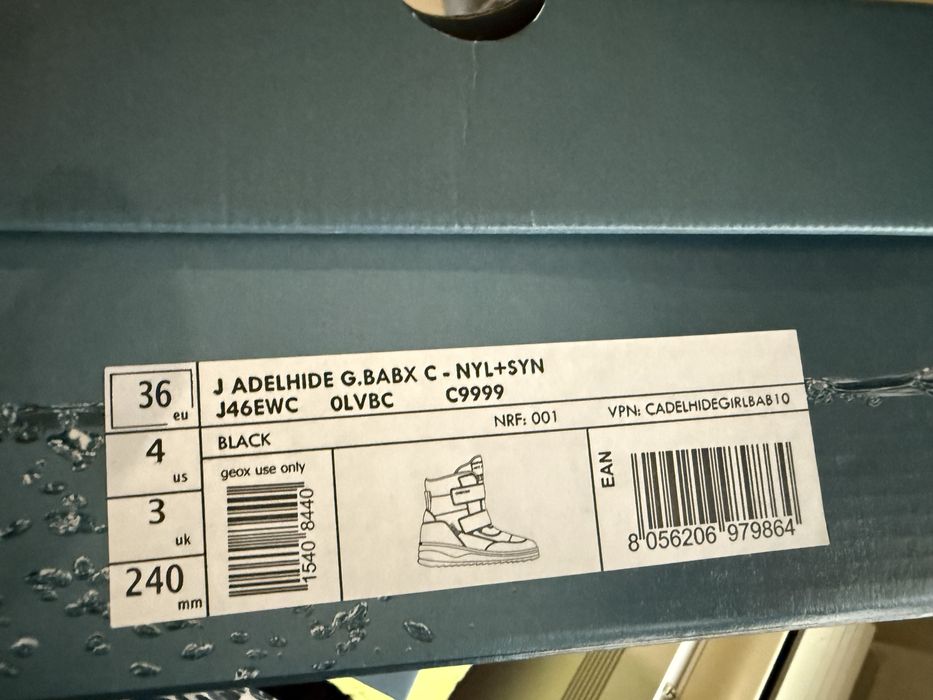 36
eu
4
us
3
uk
240
mm
J ADELHIDE G.BABX C - NYL+SYN
J46EWC 0LVBC C9999
BLACK NRF: 001 VPN: CADELHIDEGIRLBAB10
geox use only
1540 8440
EAN
8 056206 979864